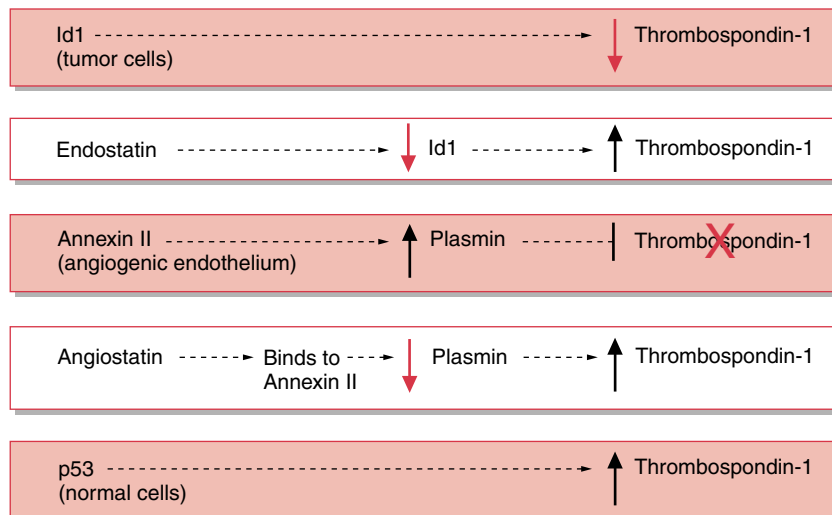 Id1 Thrombospondin-1
(tumor cells)
Endostatin Id1 Thrombospondin-1
Annexin II Plasmin Thrombospondin-1
(angiogenic endothelium)
Angiostatin Binds to Plasmin Thrombospondin-1
Annexin II
p53 Thrombospondin-1
(normal cells)